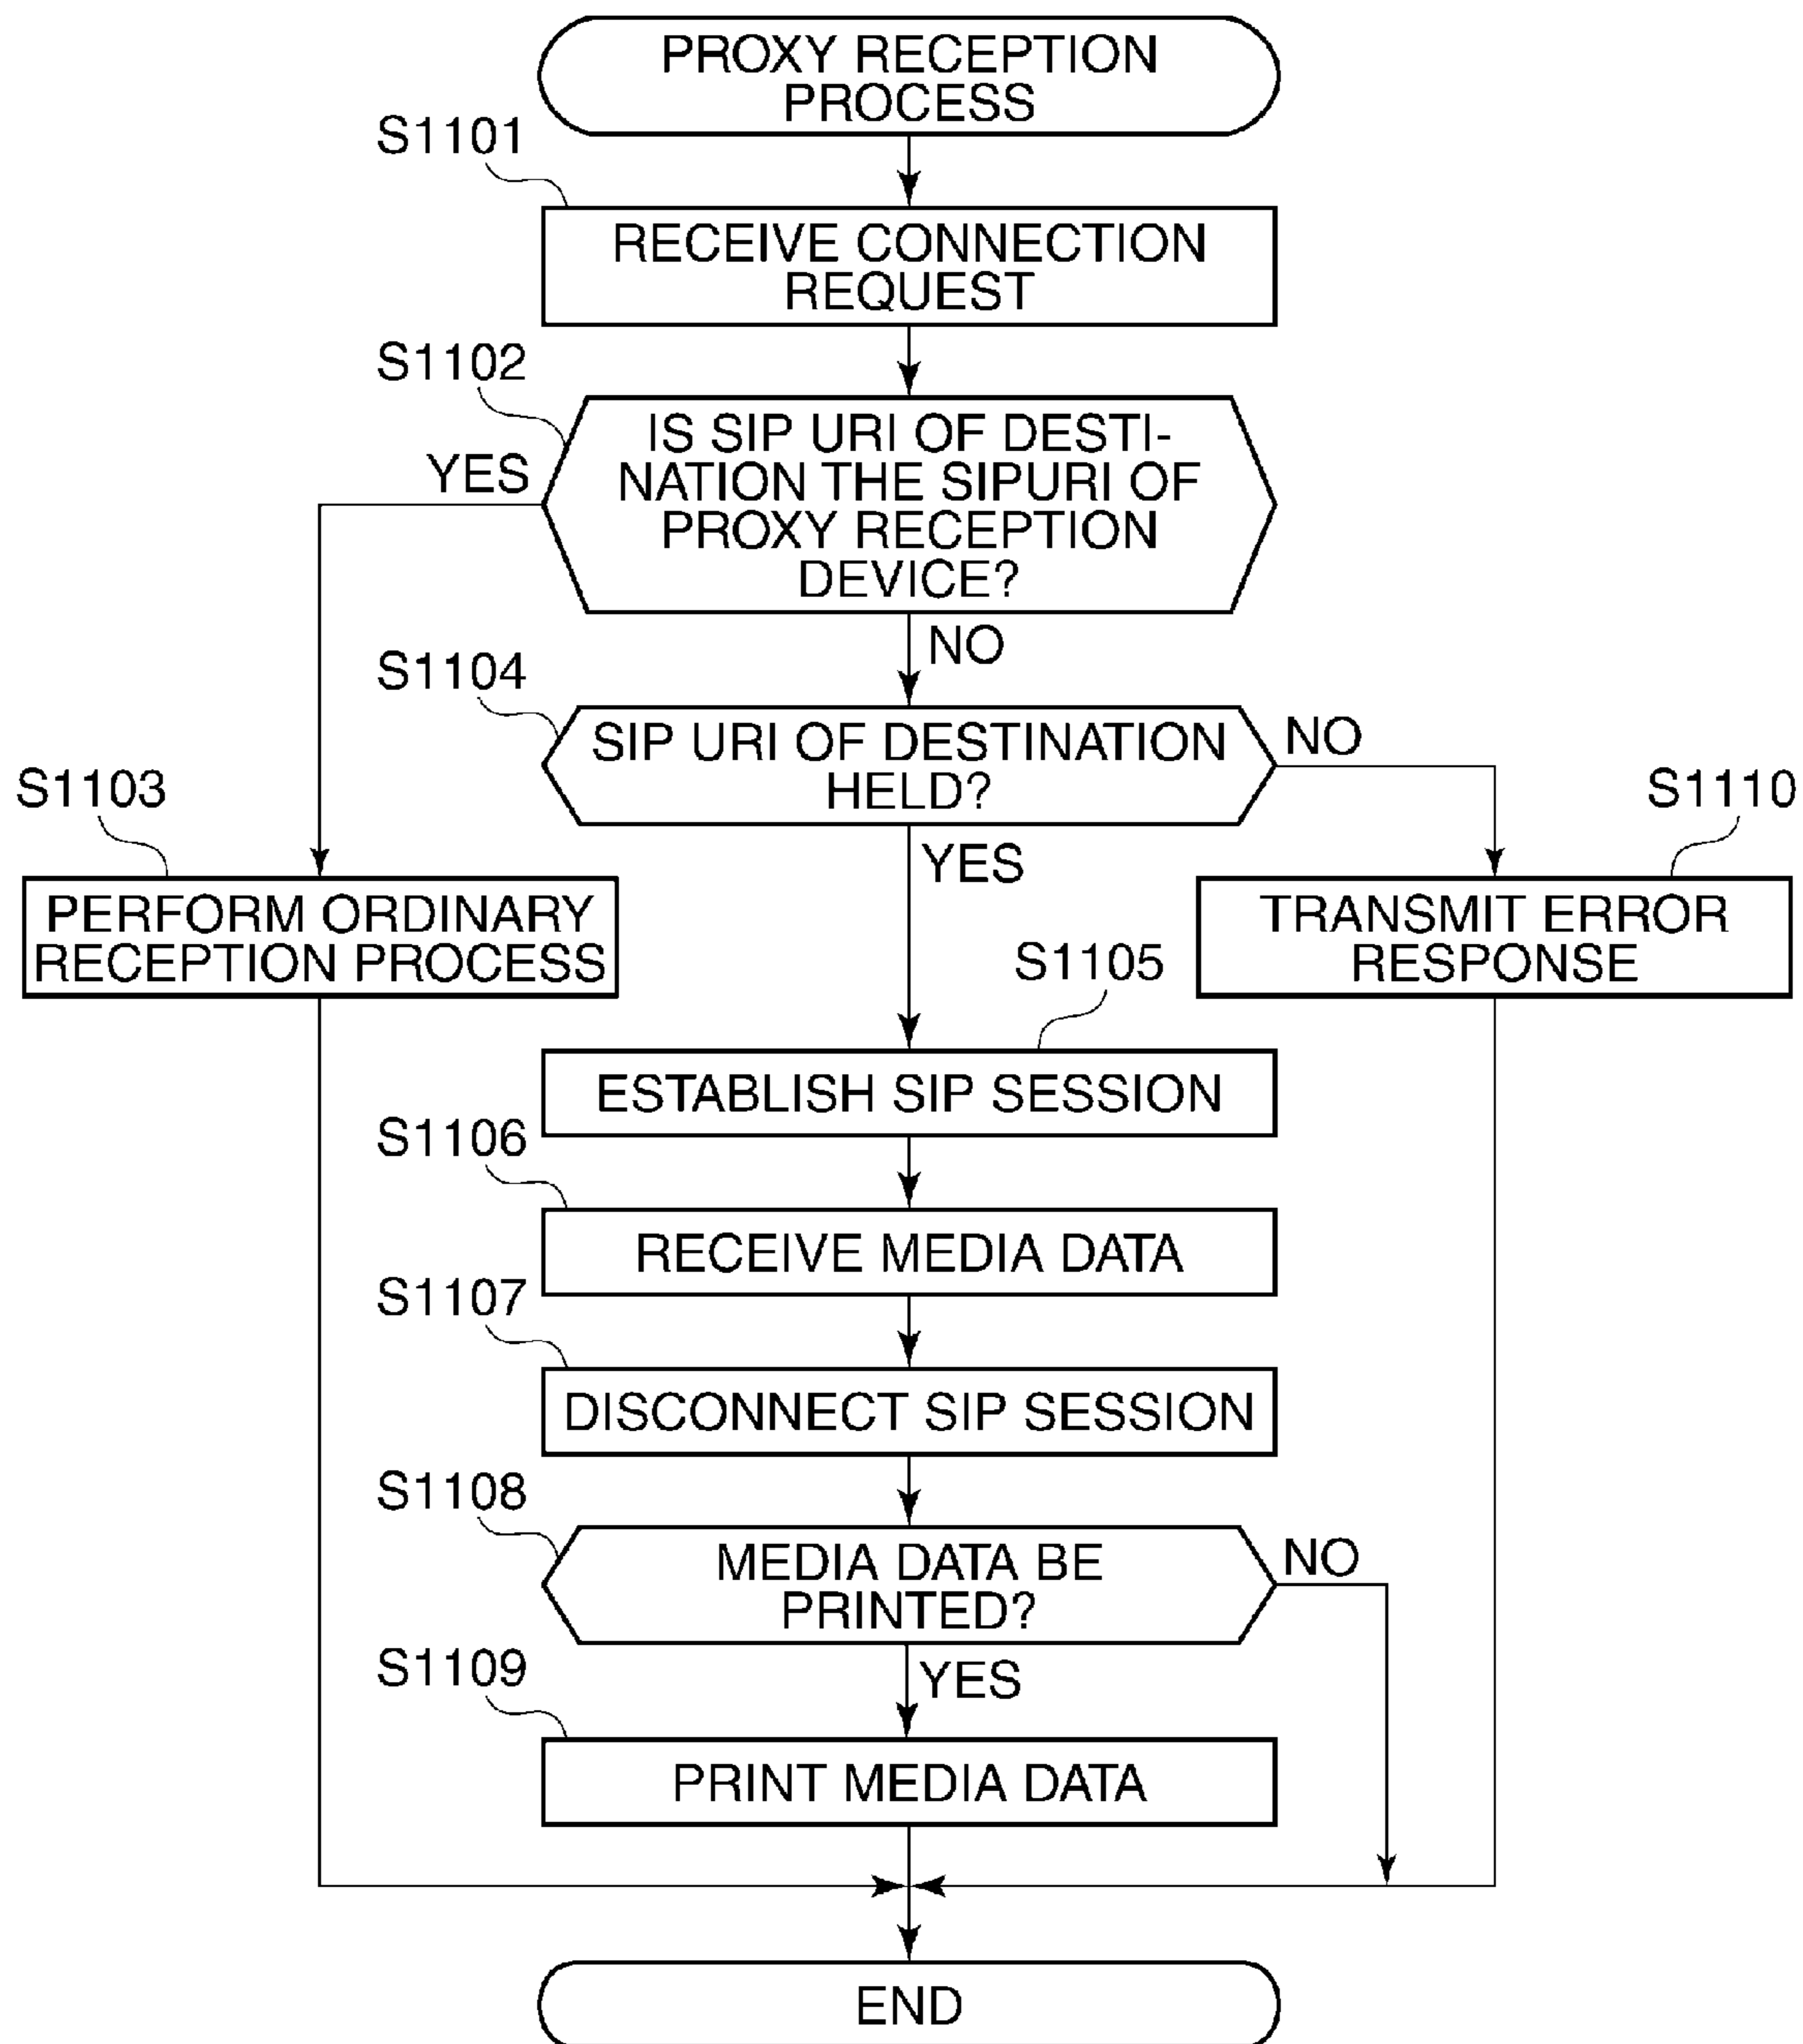 PROXY RECEPTION
PROCESS
S1101
RECEIVE CONNECTION
REQUEST
S1102
IS SIP URI OF DESTI-
NATION THE SIPURI OF
PROXY RECEPTION
DEVICE?
YES
NO
S1104
SIP URI OF DESTINATION
HELD?
NO
YES
S1103
PERFORM ORDINARY
RECEPTION PROCESS
S1110
TRANSMIT ERROR
RESPONSE
S1105
ESTABLISH SIP SESSION
S1106
RECEIVE MEDIA DATA
S1107
DISCONNECT SIP SESSION
S1108
MEDIA DATA BE
PRINTED?
NO
YES
S1109
PRINT MEDIA DATA
END